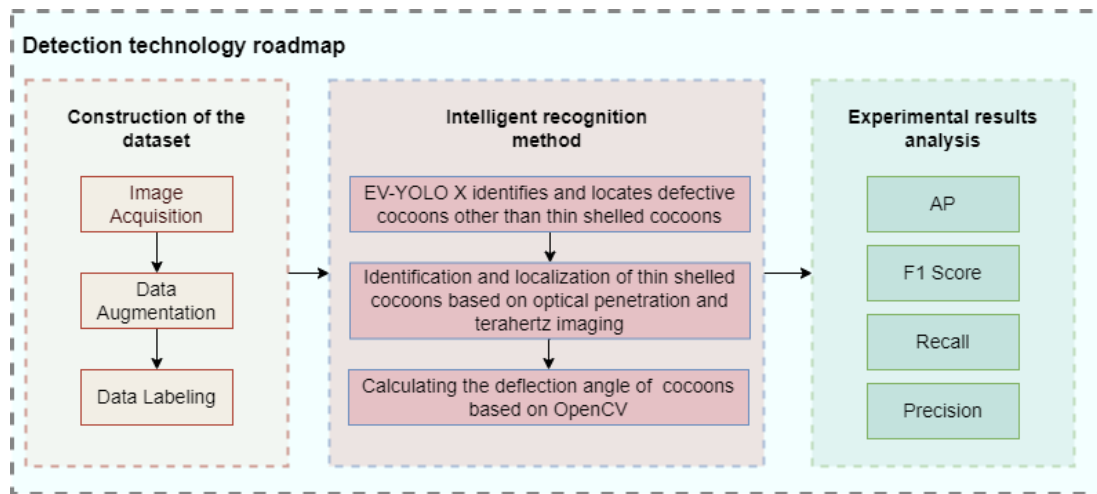 Detection technology roadmap
Construction of the
dataset
Image
Acquisition
Data
Augmentation
Data Labeling
Intelligent recognition
method
EV-YOLO X identifies and locates defective
cocoons other than thin shelled cocoons
Identification and localization of thin shelled
cocoons based on optical penetration and
terahertz imaging
Calculating the deflection angle of cocoons
based on OpenCV
Experimental results
analysis
AP
F1 Score
Recall
Precision